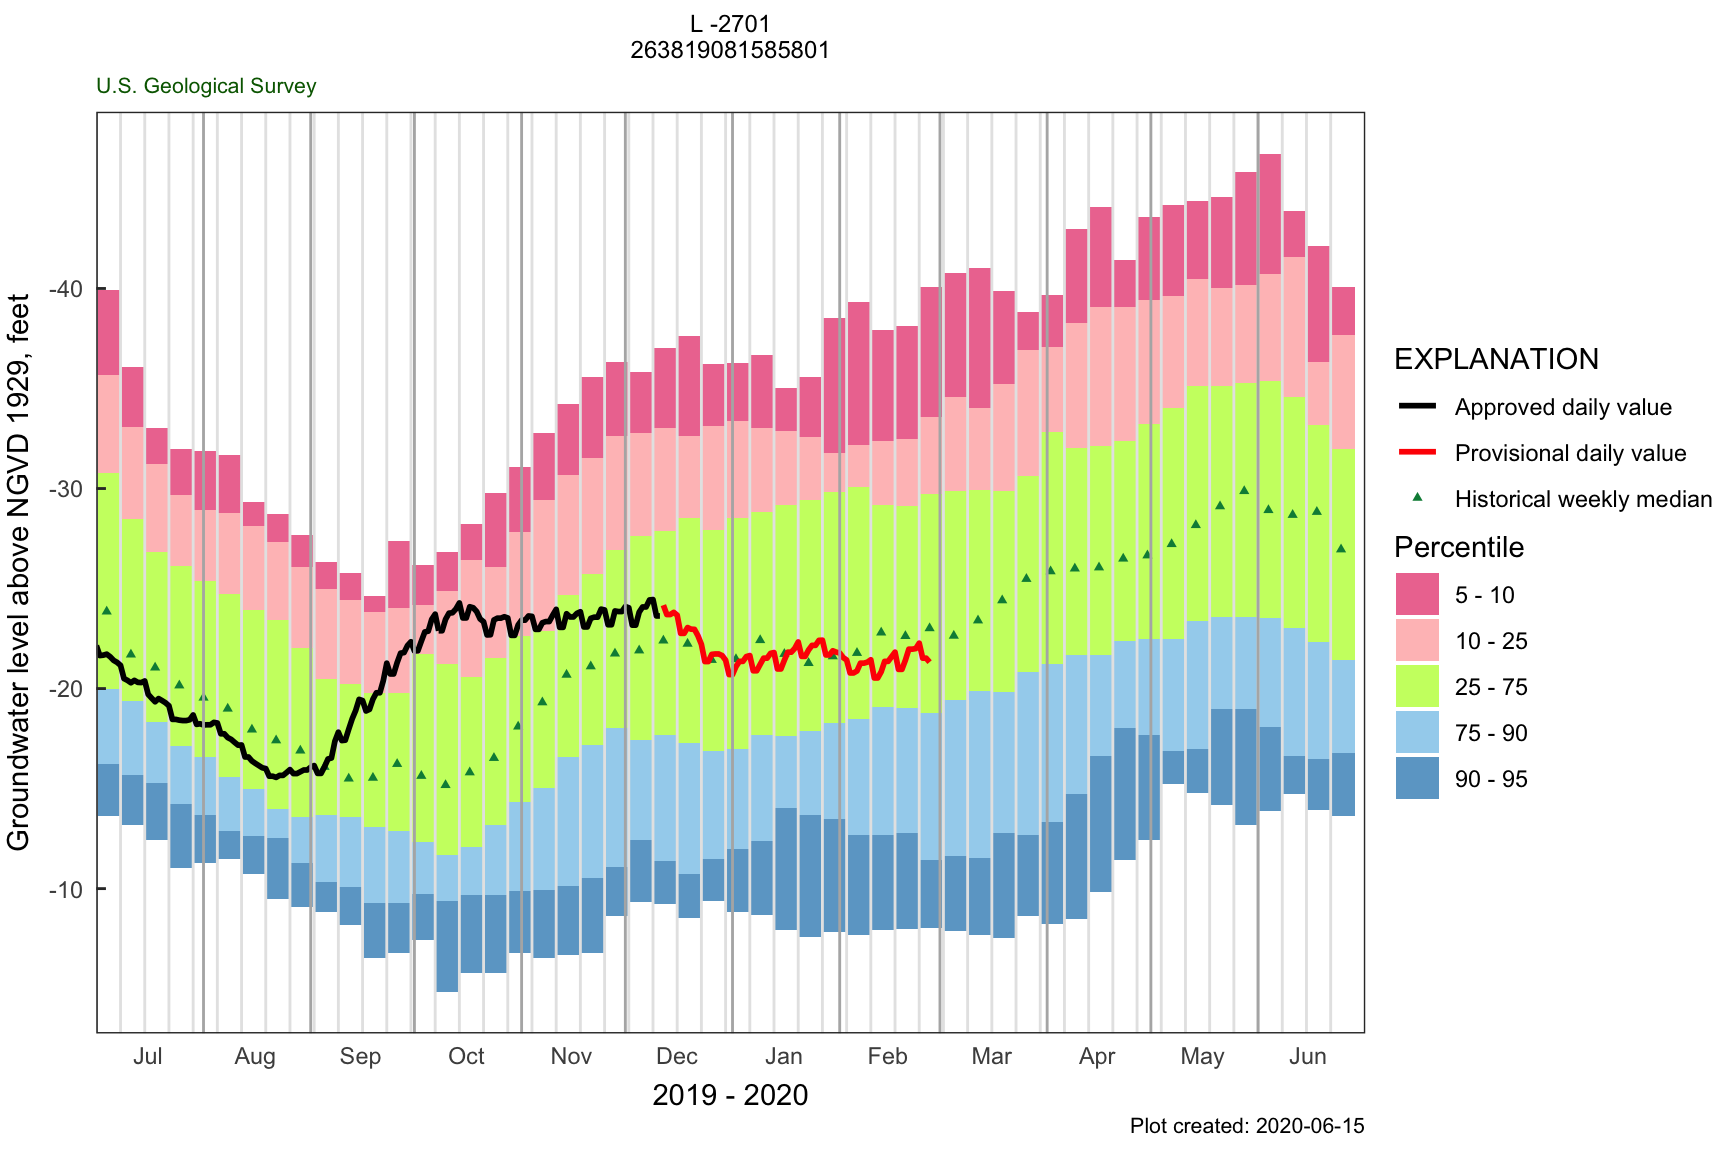 L -2701
263819081585801
U.S. Geological Survey
Groundwater level above NGVD 1929, feet
-40
-30
-20
-10
Jul Aug Sep Oct Nov Dec Jan Feb Mar Apr May Jun
2019 - 2020
EXPLANATION
Approved daily value
Provisional daily value
Historical weekly median
Percentile
5 - 10
10 - 25
25 - 75
75 - 90
90 - 95
Plot created: 2020-06-15